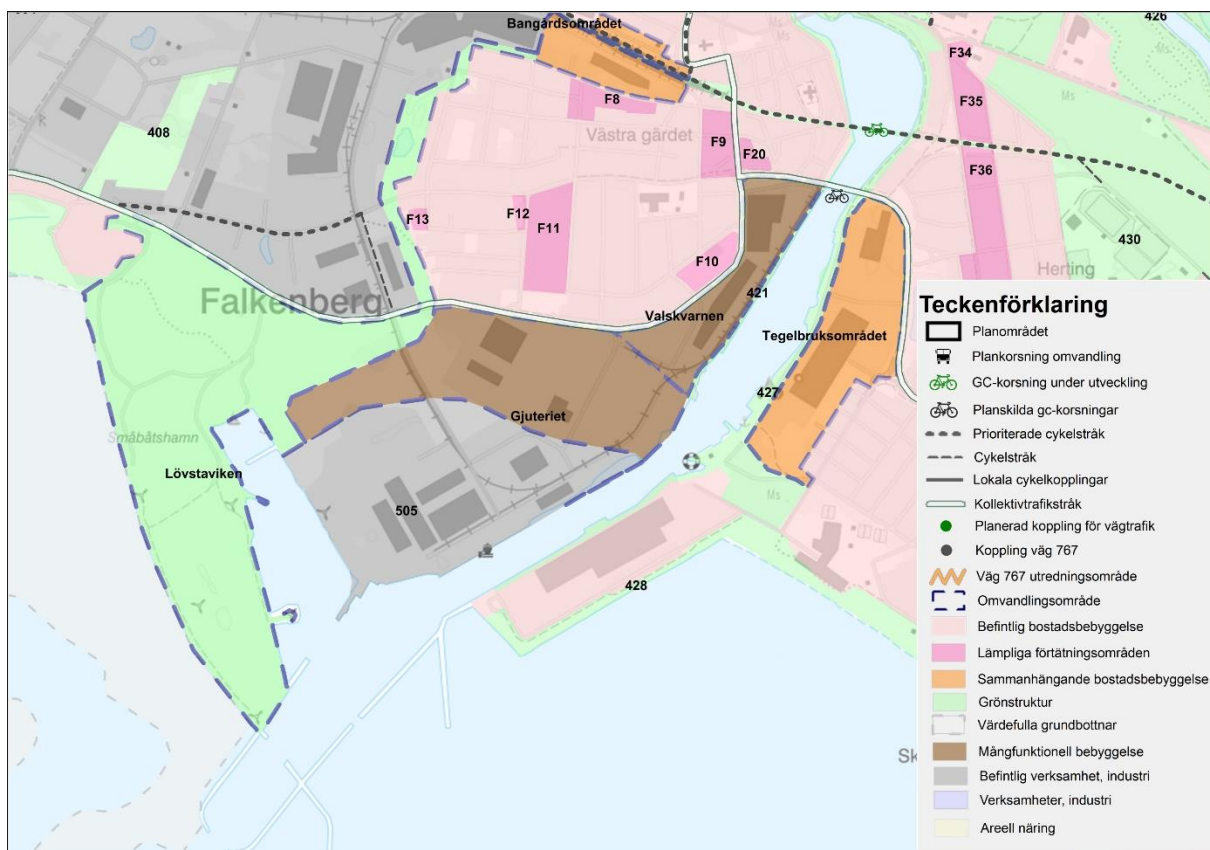 Bangårdsområdet
426
F34
F8
F35
408
Västra gärdet
F9
F20
F36
F13
F12
F11
430
Herting
F10
Falkenberg
421
Valskvarnen
Tegelbruksområdet
427
Gjuteriet
Småbåtshamn
Lövstaviken
505
428
Ms
Ms
Ms
R
Sk
Teckenförklaring
Planområdet
Plankorsning omvandling
GC-korsning under utveckling
Planskilda gc-korsningar
Prioriterade cykelstråk
Cykelstråk
Lokala cykelkopplingar
Kollektivtrafikstråk
Planerad koppling för vägtrafik
Koppling väg 767
Väg 767 utredningsområde
Omvandlingsområde
Befintlig bostadsbebyggelse
Lämpliga förtätningsområden
Sammanhängande bostadsbebyggelse
Grönstruktur
Värdefulla grundbottnar
Mångfunktionell bebyggelse
Befintlig verksamhet, industri
Verksamheter, industri
Areell näring